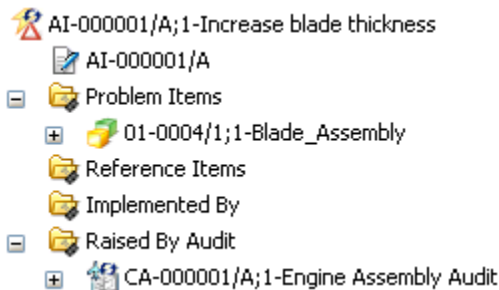 AI-000001/A;1-Increase blade thickness
AI-000001/A
Problem Items
01-0004/1;1-Blade_Assembly
Reference Items
Implemented By
Raised By Audit
CA-000001/A;1-Engine Assembly Audit